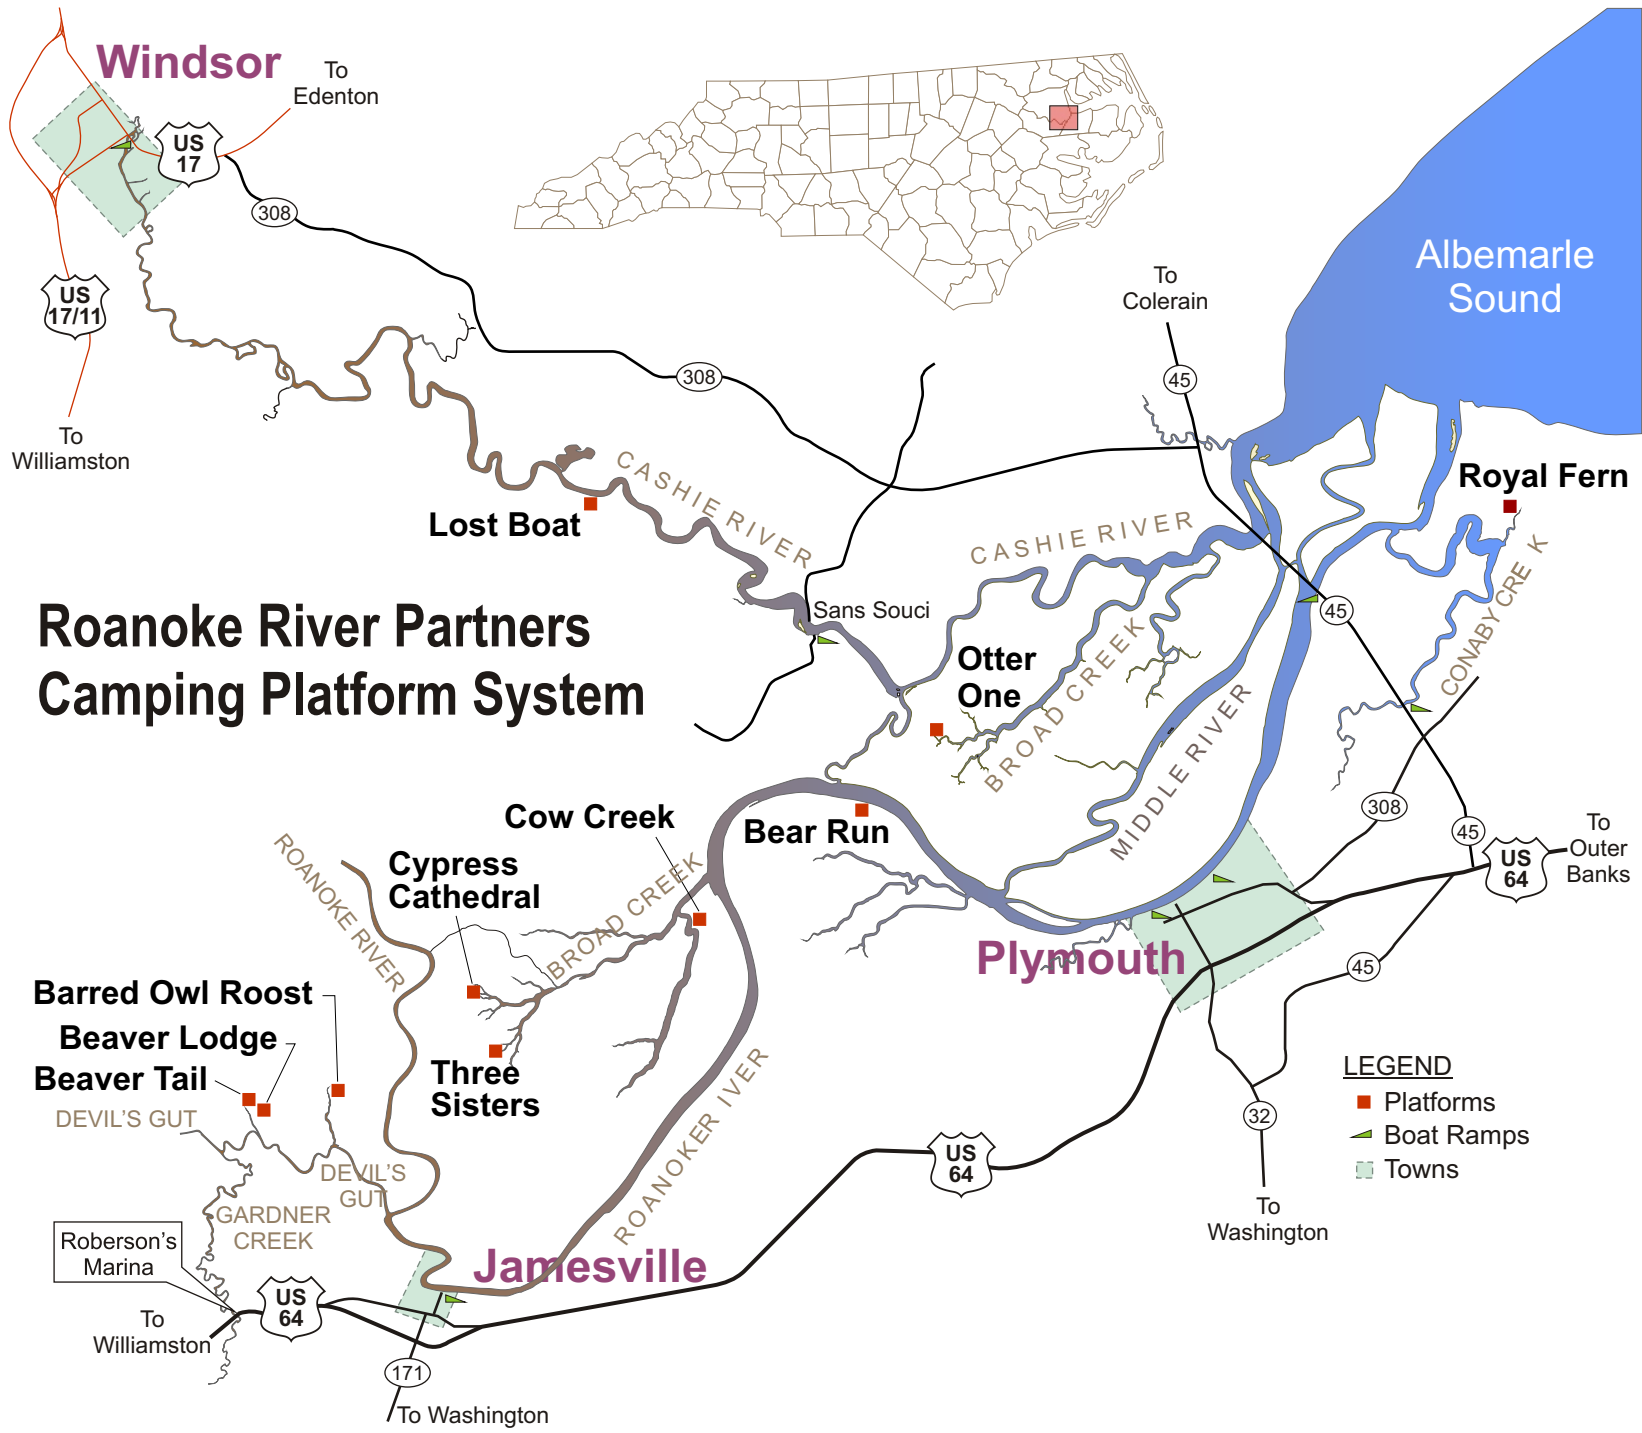 Windsor
To
Edenton
US
17
308
US
17/11
To
Williamston
308
To
Colerain
45
Albemarle
Sound
Royal Fern
CASHIE RIVER
Lost Boat
CASHIE RIVER
Sans Souci
45
CONABY CRE K
Roanoke River Partners
Camping Platform System
Otter
One
BROAD CREEK
MIDDLE RIVER
308
45
US
64
To
Outer
Banks
Cow Creek
Bear Run
ROANOKE RIVER
Cypress
Cathedral
BROAD CREEK
Plymouth
45
Barred Owl Roost
Beaver Lodge
Beaver Tail
DEVIL'S GUT
Three
Sisters
DEVIL'S
GUT
GARDNER
CREEK
ROANOKER IVER
LEGEND
Platforms
Boat Ramps
Towns
32
To
Washington
US
64
Roberson's
Marina
Jamesville
US
64
To
Williamston
171
To Washington